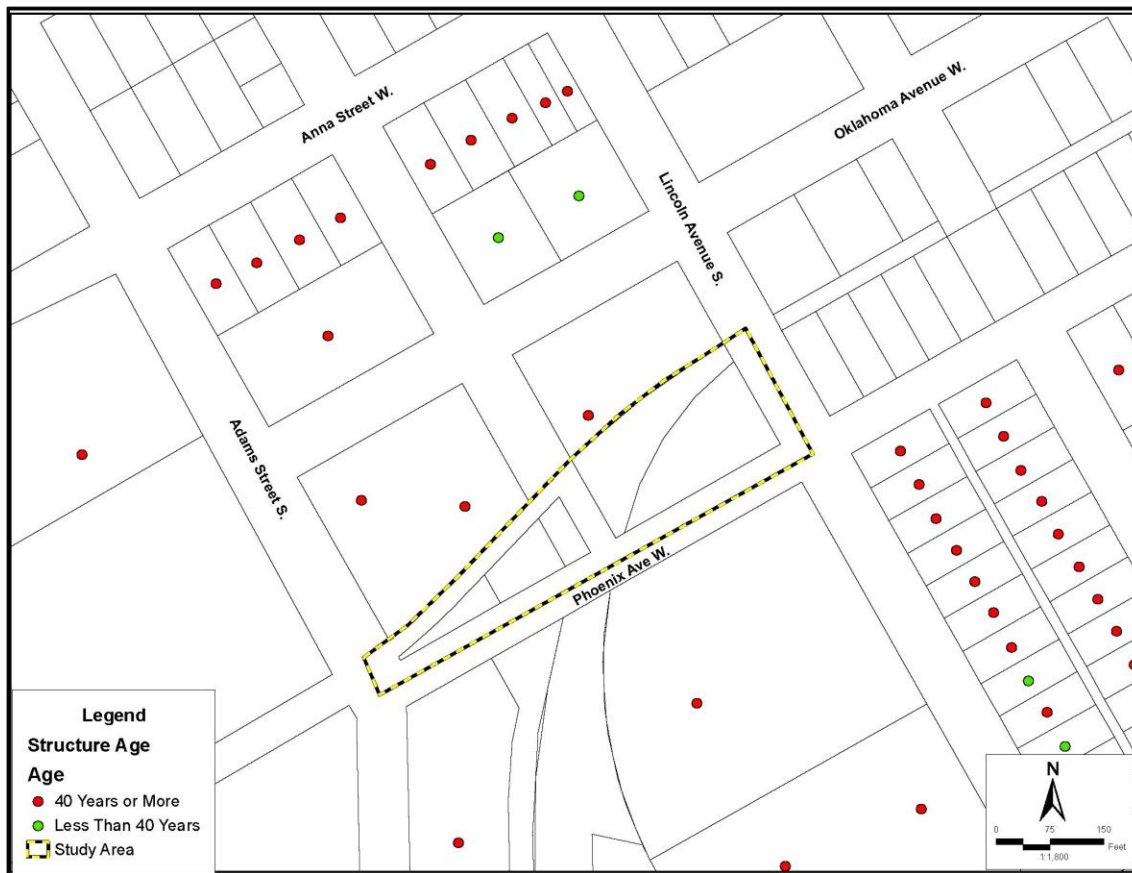 Anna Street W.
Oklahoma Avenue W.
Lincoln Avenue S.
Adams Street S.
Phoenix Ave W.
Legend
Structure Age
Age
40 Years or More
Less Than 40 Years
Study Area
N
0 75 150
Feet
1:1,800